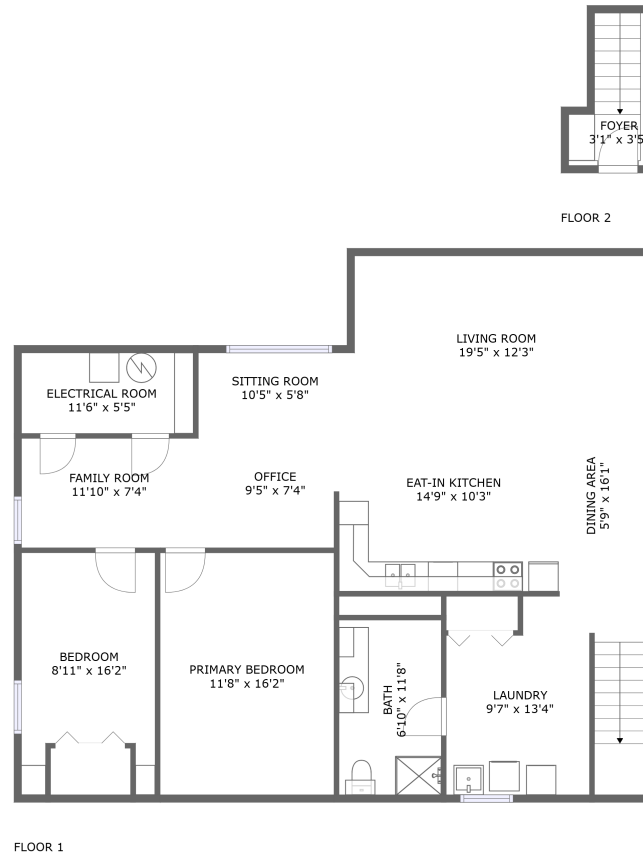 FOYER
3'1" x 3'5
FLOOR 2
LIVING ROOM
19'5" x 12'3"
SITTING ROOM
10'5" x 5'8"
ELECTRICAL ROOM
11'6" x 5'5"
FAMILY ROOM
11'10" x 7'4"
OFFICE
9'5" x 7'4"
EAT-IN KITCHEN
14'9" x 10'3"
DINING AREA
5'9" x 16'1"
BEDROOM
8'11" x 16'2"
PRIMARY BEDROOM
11'8" x 16'2"
BATH
6'10" x 11'8"
LAUNDRY
9'7" x 13'4"
FLOOR 1